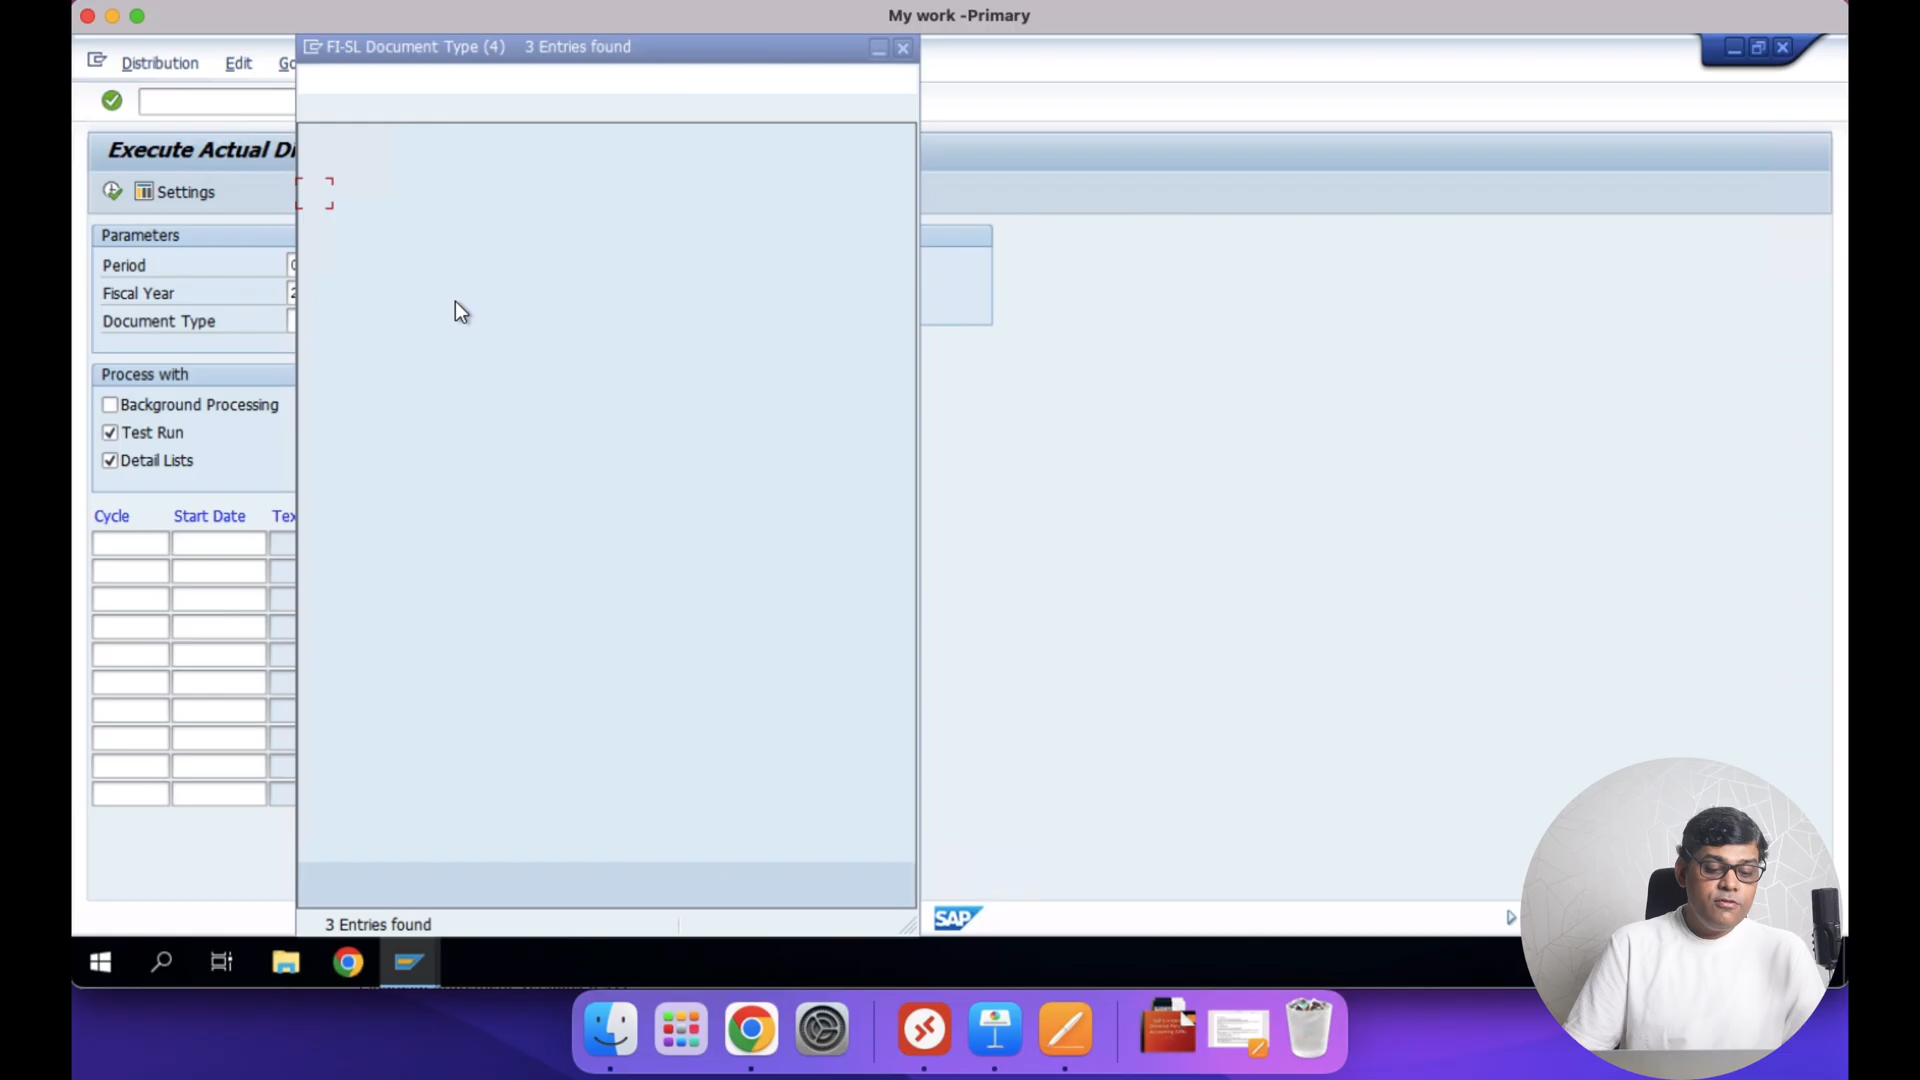 My work -Primary
FI-SL Document Type (4) 3 Entries found
Distribution Edit
Execute Actual
Settings
Parameters
Period
Fiscal Year
Document Type
Process with
Background Processing
Test Run
Detail Lists
Cycle Start Date
3 Entries found
SAP